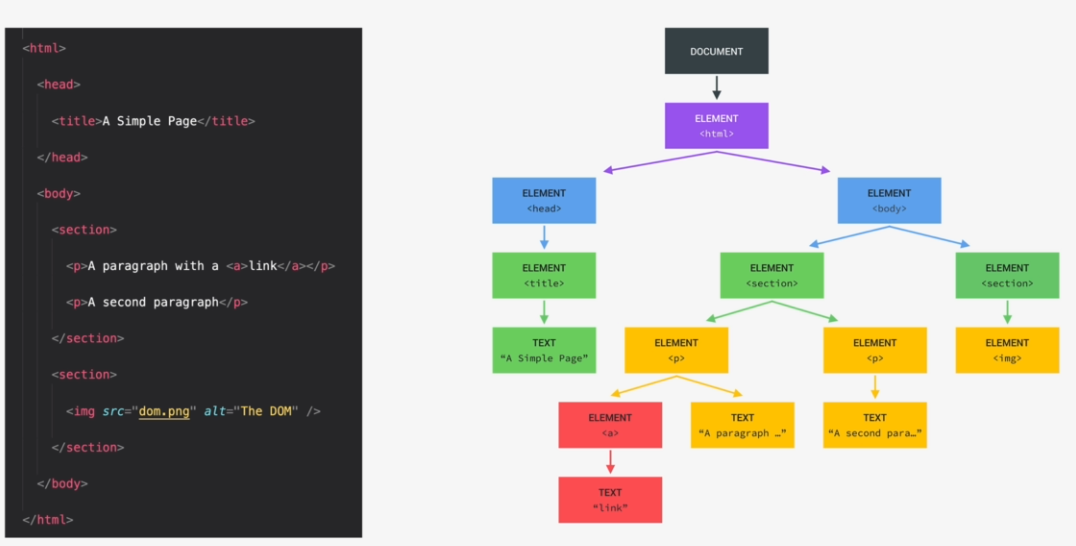 <html>
<head>
<title>A Simple Page</title>
</head>
<body>
<section>
<p>A paragraph with a <a>link</a></p>
<p>A second paragraph</p>
</section>
<section>
<img src="dom.png" alt="The DOM" />
</section>
</body>
</html>
DOCUMENT
ELEMENT
<html>
ELEMENT
<head>
ELEMENT
<body>
ELEMENT
<title>
ELEMENT
<section>
ELEMENT
<section>
TEXT
“A Simple Page”
ELEMENT
<p>
ELEMENT
<p>
ELEMENT
<img>
ELEMENT
<a>
TEXT
“A paragraph …”
TEXT
“A second para…”
TEXT
“link”